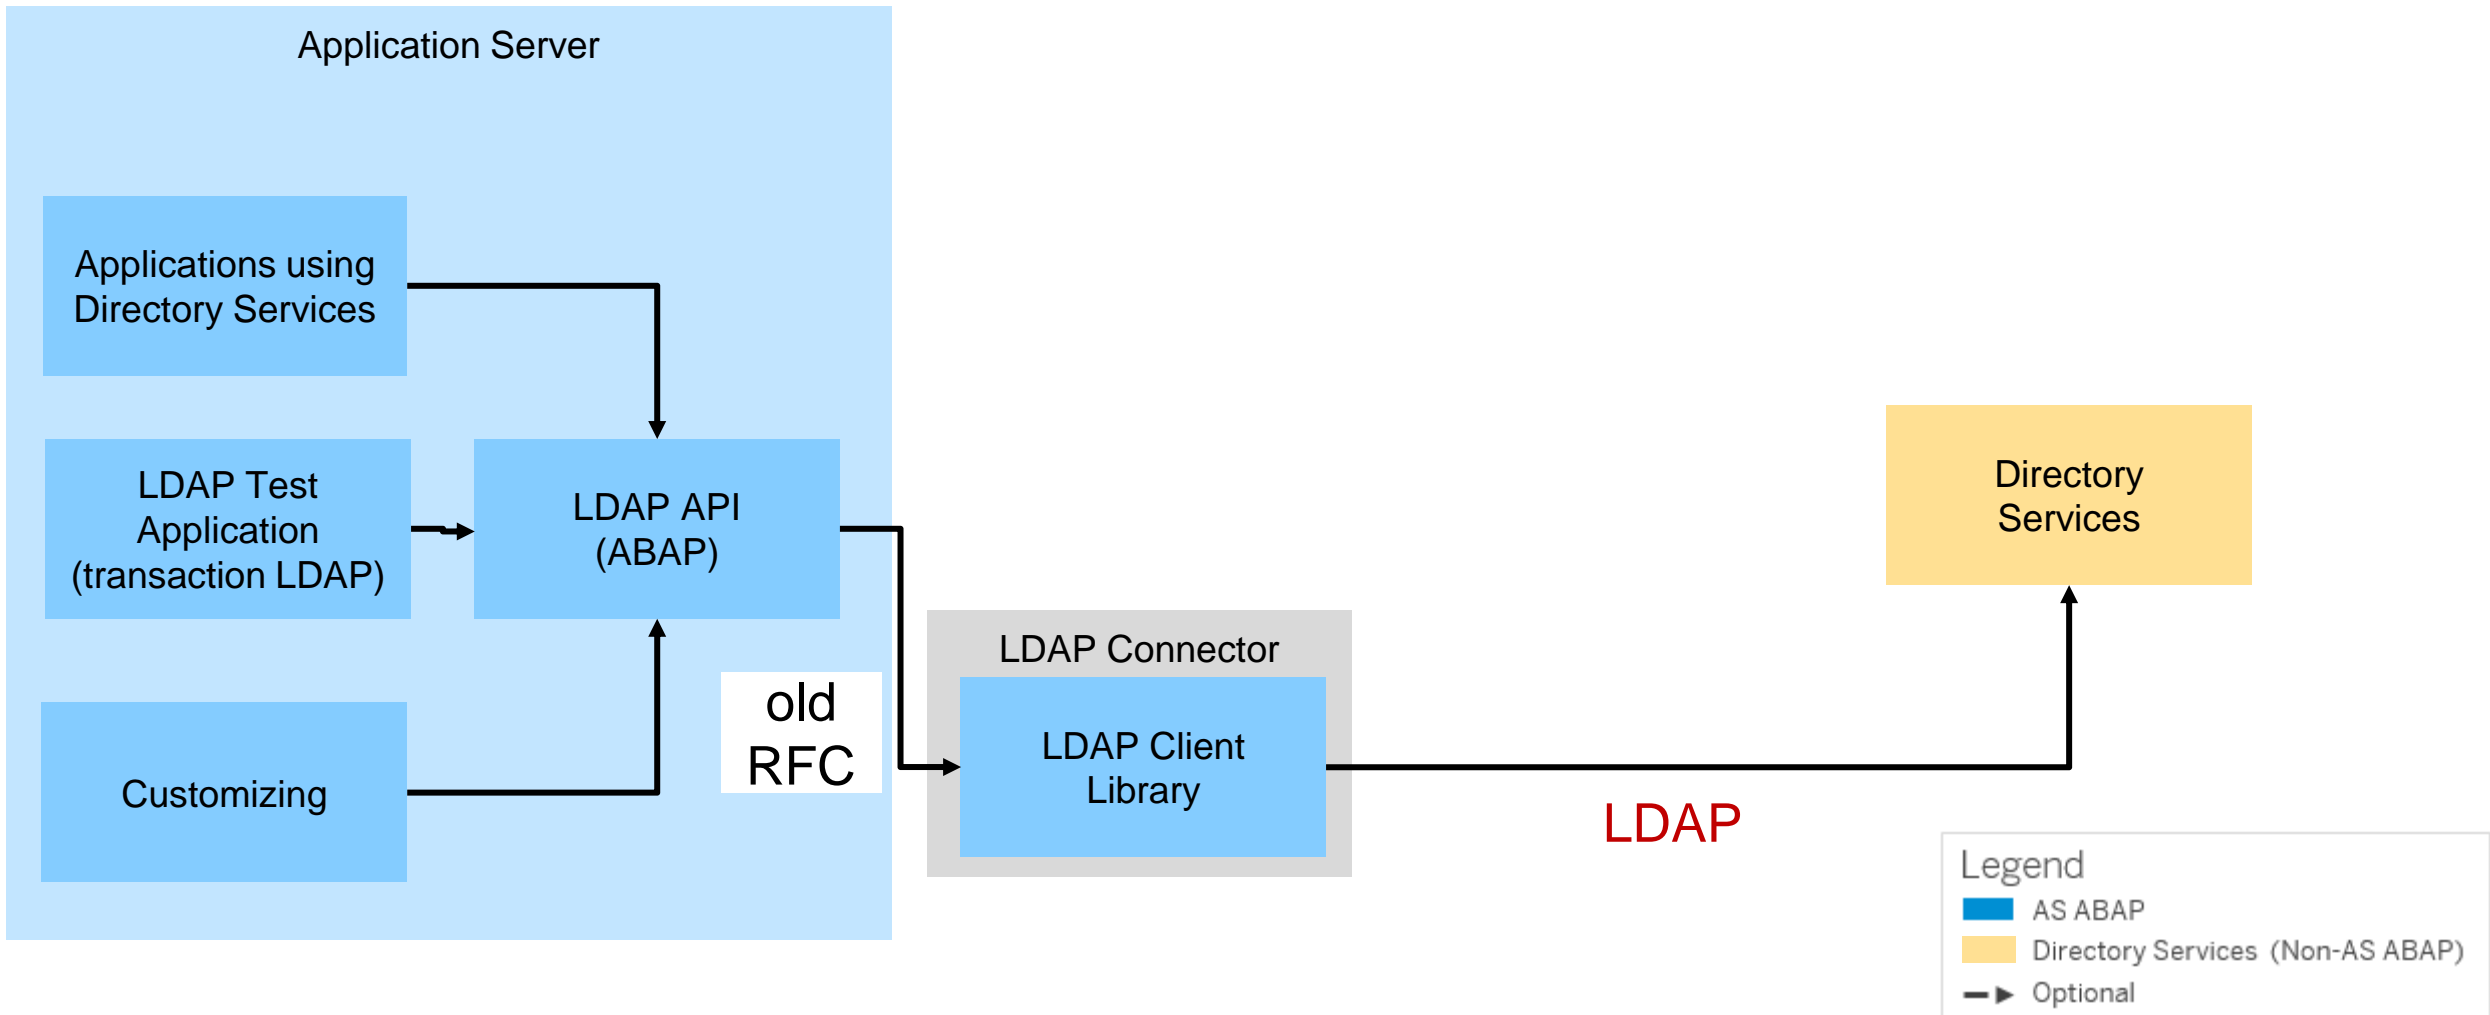 Application Server
Applications using
Directory Services
LDAP Test
Application
(transaction LDAP)
LDAP API
(ABAP)
Customizing
old
RFC
LDAP Connector
LDAP Client
Library
LDAP
Directory
Services
Legend
AS ABAP
Directory Services (Non-AS ABAP)
Optional